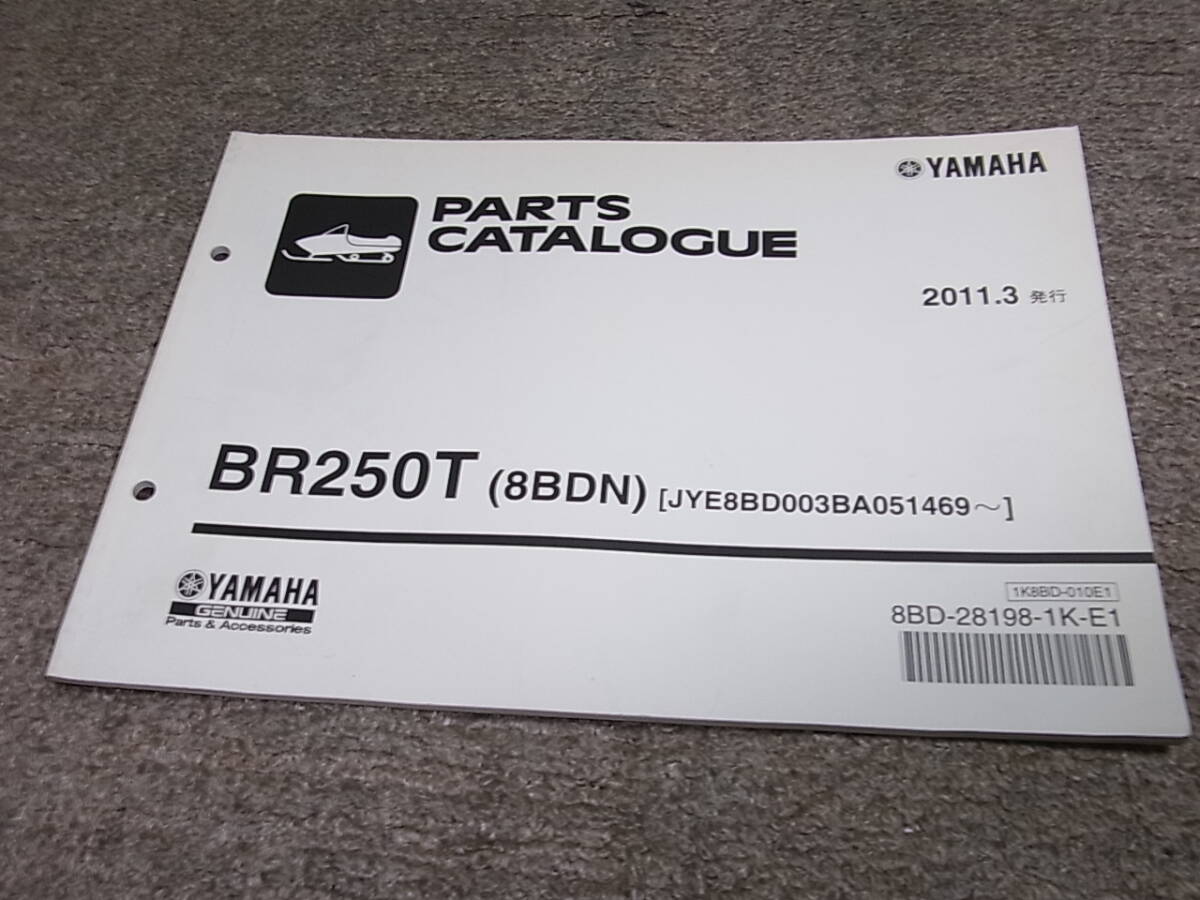 YAMAHA
PARTS
CATALOGUE
2011.3 発行
BR250T (8BDN) [JYE8BD003BA051469～]
YAMAHA
GENUINE
Parts & Accessories
1K8BD-010E1
8BD-28198-1K-E1